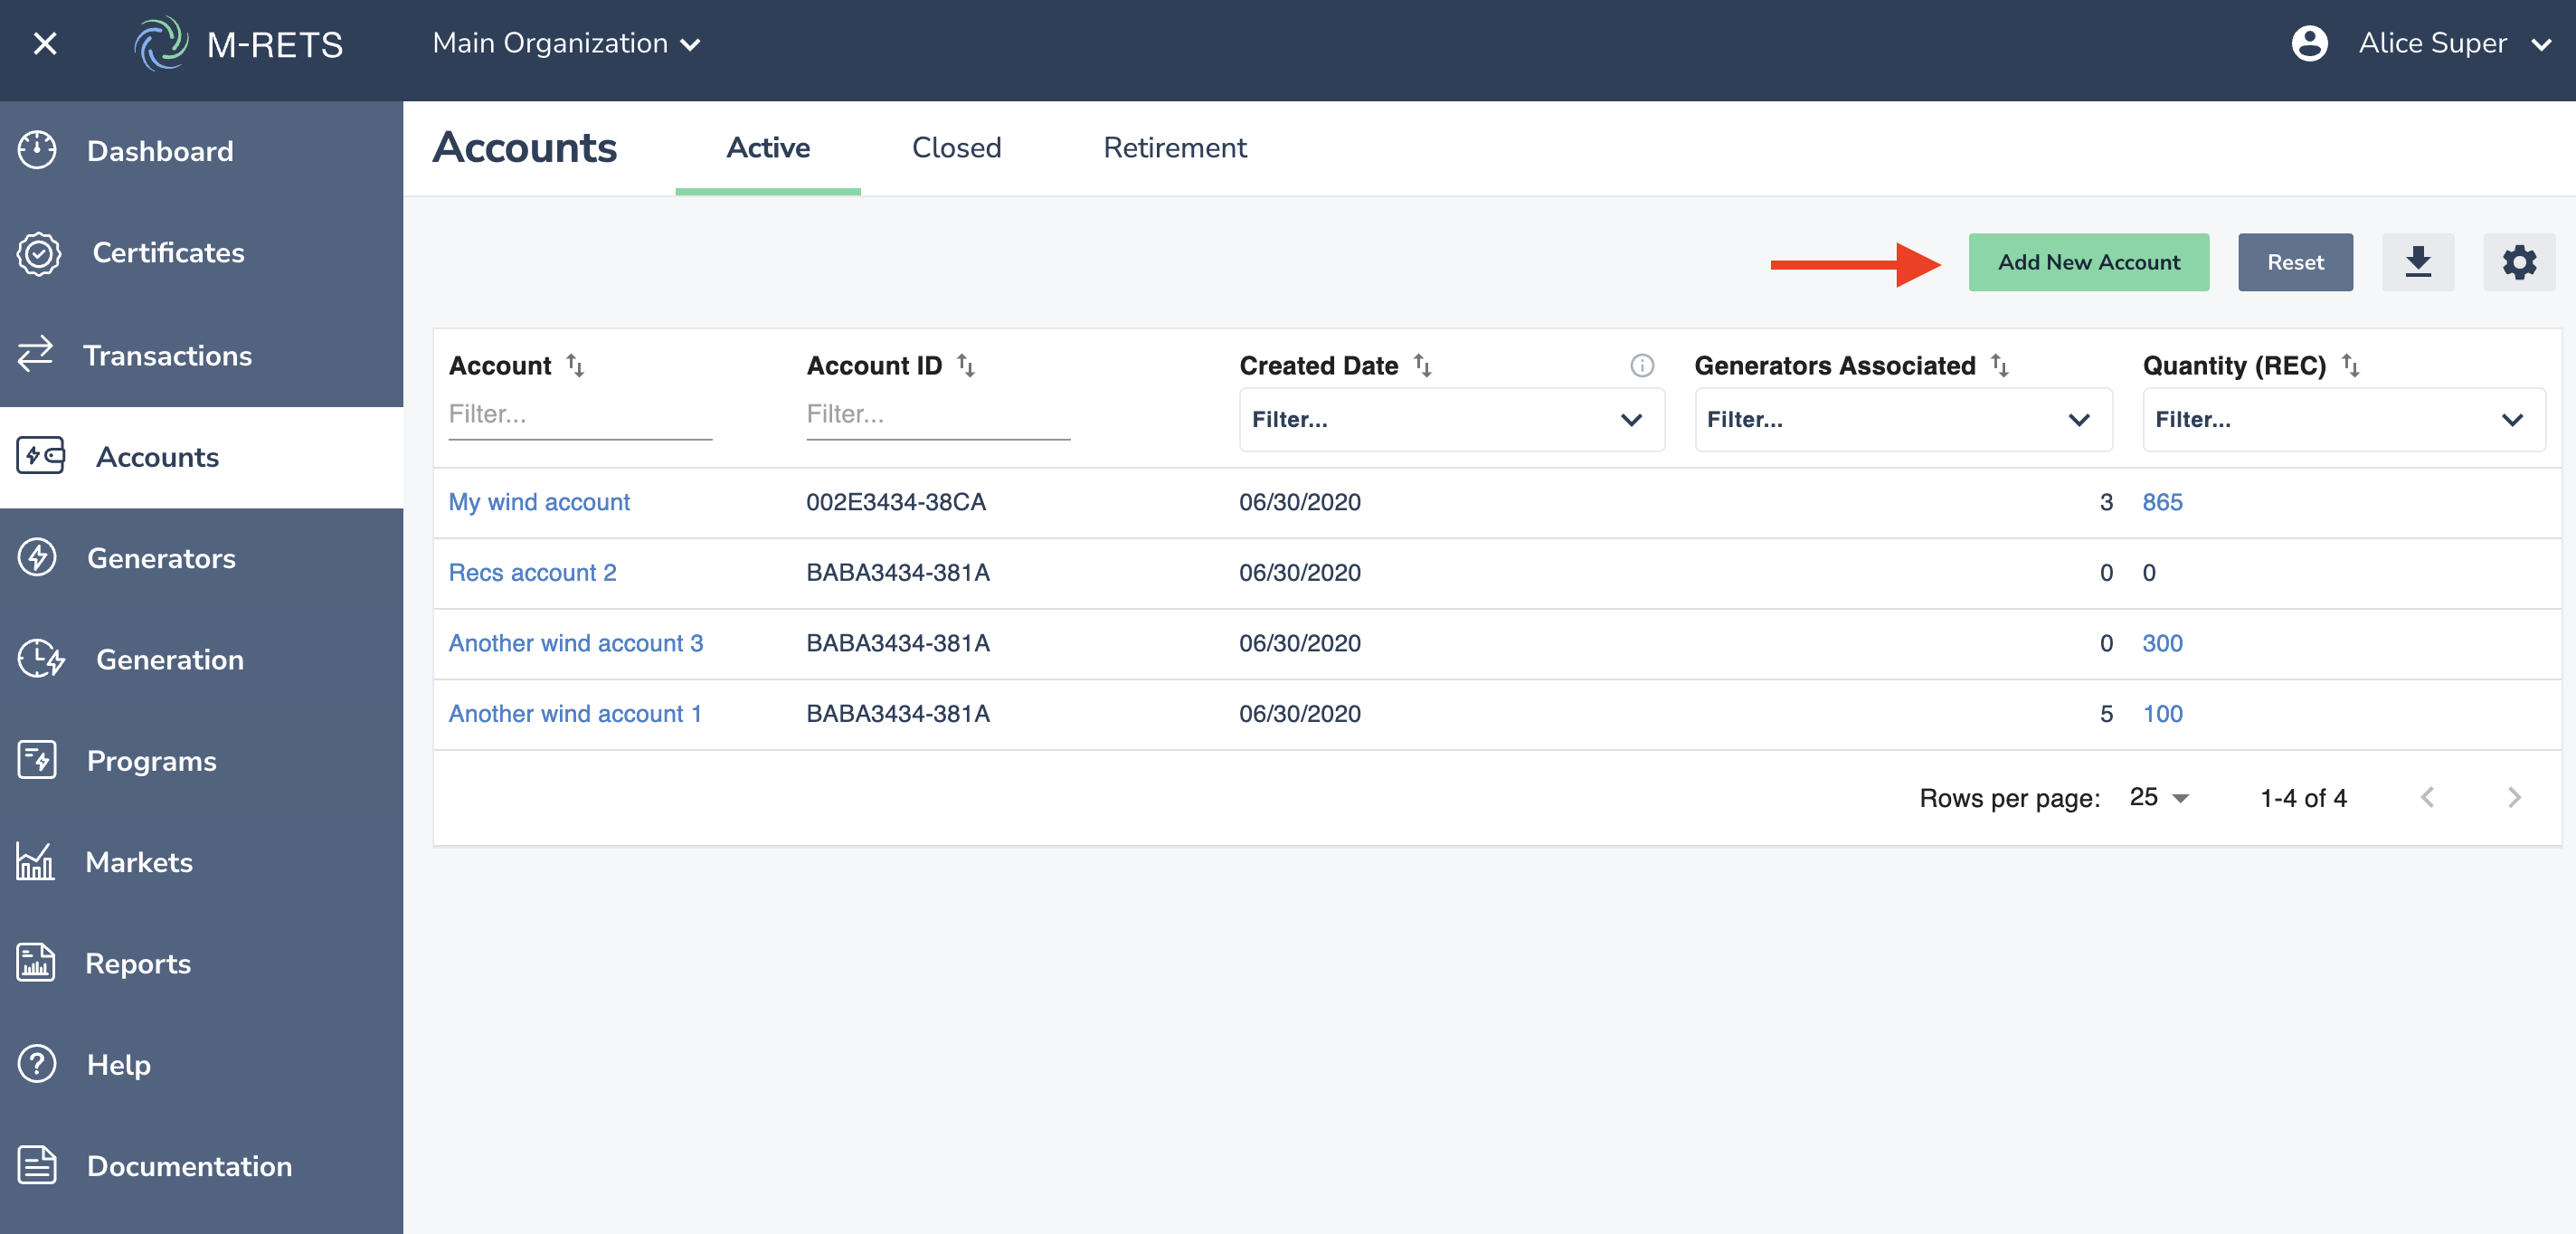 M-RETS
Main Organization
Alice Super
Dashboard
Certificates
Transactions
Accounts
Generators
Generation
Programs
Markets
Reports
Help
Documentation
Accounts
Active
Closed
Retirement
Add New Account
Reset
Account
Account ID
Created Date
Generators Associated
Quantity (REC)
Filter...
Filter...
Filter...
Filter...
Filter...
My wind account 002E3434-38CA 06/30/2020 3 865
Recs account 2 BABA3434-381A 06/30/2020 0 0
Another wind account 3 BABA3434-381A 06/30/2020 0 300
Another wind account 1 BABA3434-381A 06/30/2020 5 100
Rows per page: 25 1-4 of 4